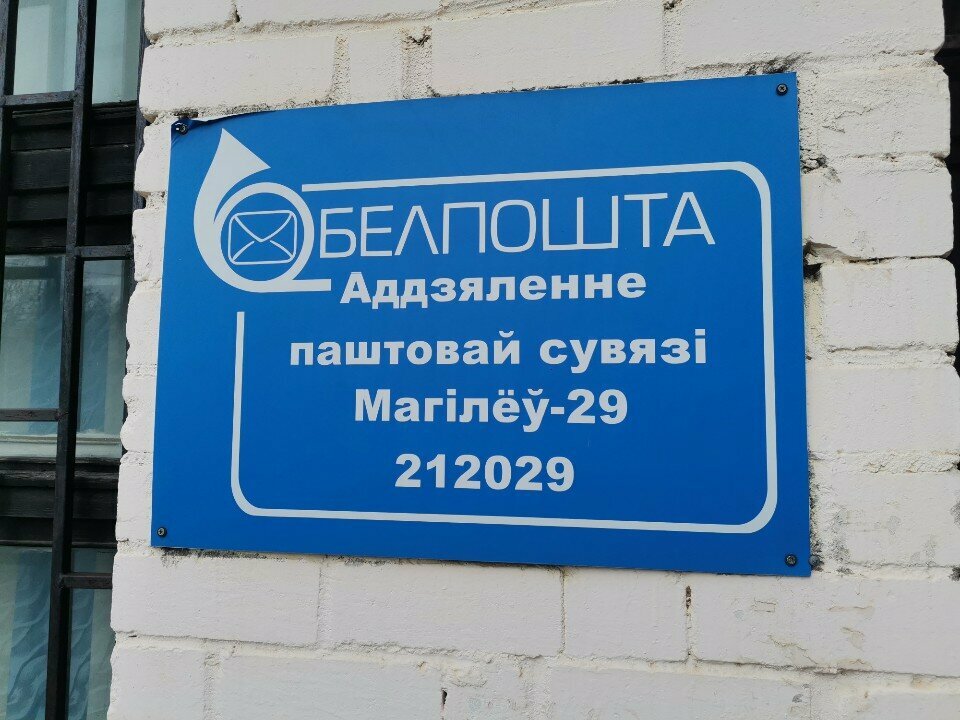 БЕЛПОШТА
Аддзяленне
паштовай сувязі
Магілёў-29
212029